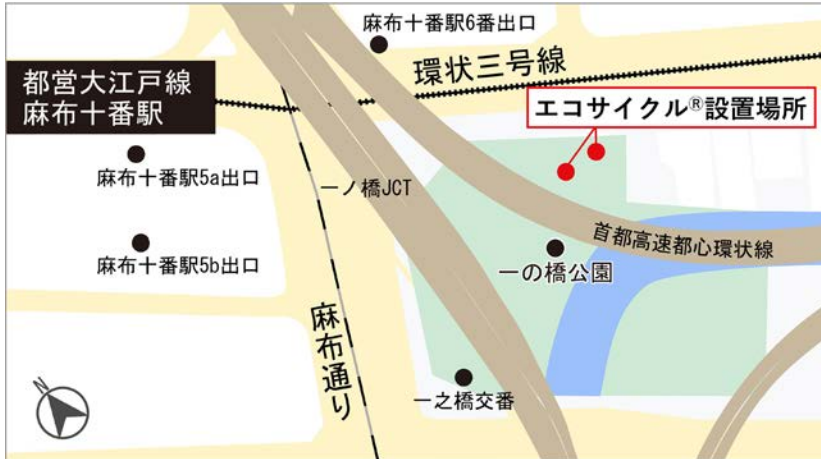 麻布十番駅6番出口
環状三号線
都営大江戸線
麻布十番駅
エコサイクル®設置場所
麻布十番駅5a出口
一ノ橋JCT
首都高速都心環状線
麻布十番駅5b出口
一の橋公園
麻布通り
一之橋交番
N